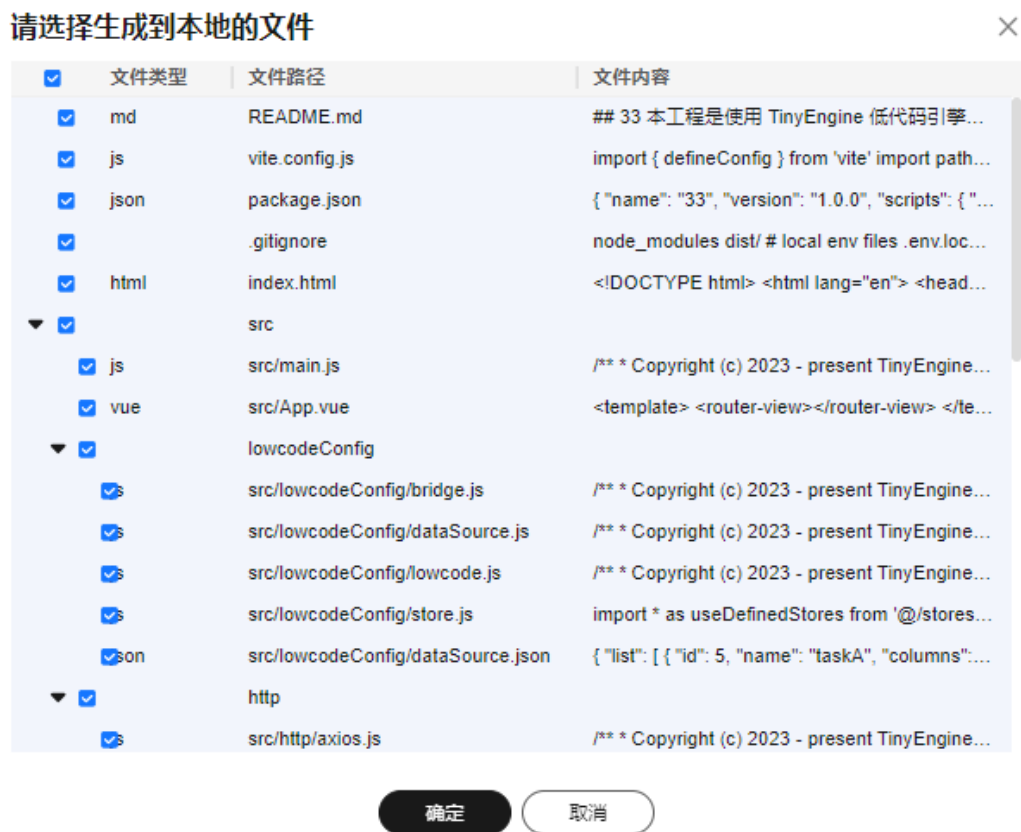 请选择生成到本地的文件
文件类型 文件路径 文件内容
md README.md ## 33 本工程是使用 TinyEngine 低代码引擎...
js vite.config.js import { defineConfig } from 'vite' import path...
json package.json { "name": "33", "version": "1.0.0", "scripts": { "...
.gitignore node_modules dist/ # local env files .env.loc...
html index.html <!DOCTYPE html> <html lang="en"> <head...
src
js src/main.js /** * Copyright (c) 2023 - present TinyEngine...
vue src/App.vue <template> <router-view></router-view> </te...
lowcodeConfig
s src/lowcodeConfig/bridge.js /** * Copyright (c) 2023 - present TinyEngine...
s src/lowcodeConfig/dataSource.js /** * Copyright (c) 2023 - present TinyEngine...
s src/lowcodeConfig/lowcode.js /** * Copyright (c) 2023 - present TinyEngine...
s src/lowcodeConfig/store.js import * as useDefinedStores from '@/stores...
son src/lowcodeConfig/dataSource.json { "list": [ { "id": 5, "name": "taskA", "columns":...
http
s src/http/axios.js /** * Copyright (c) 2023 - present TinyEngine...
确定 取消